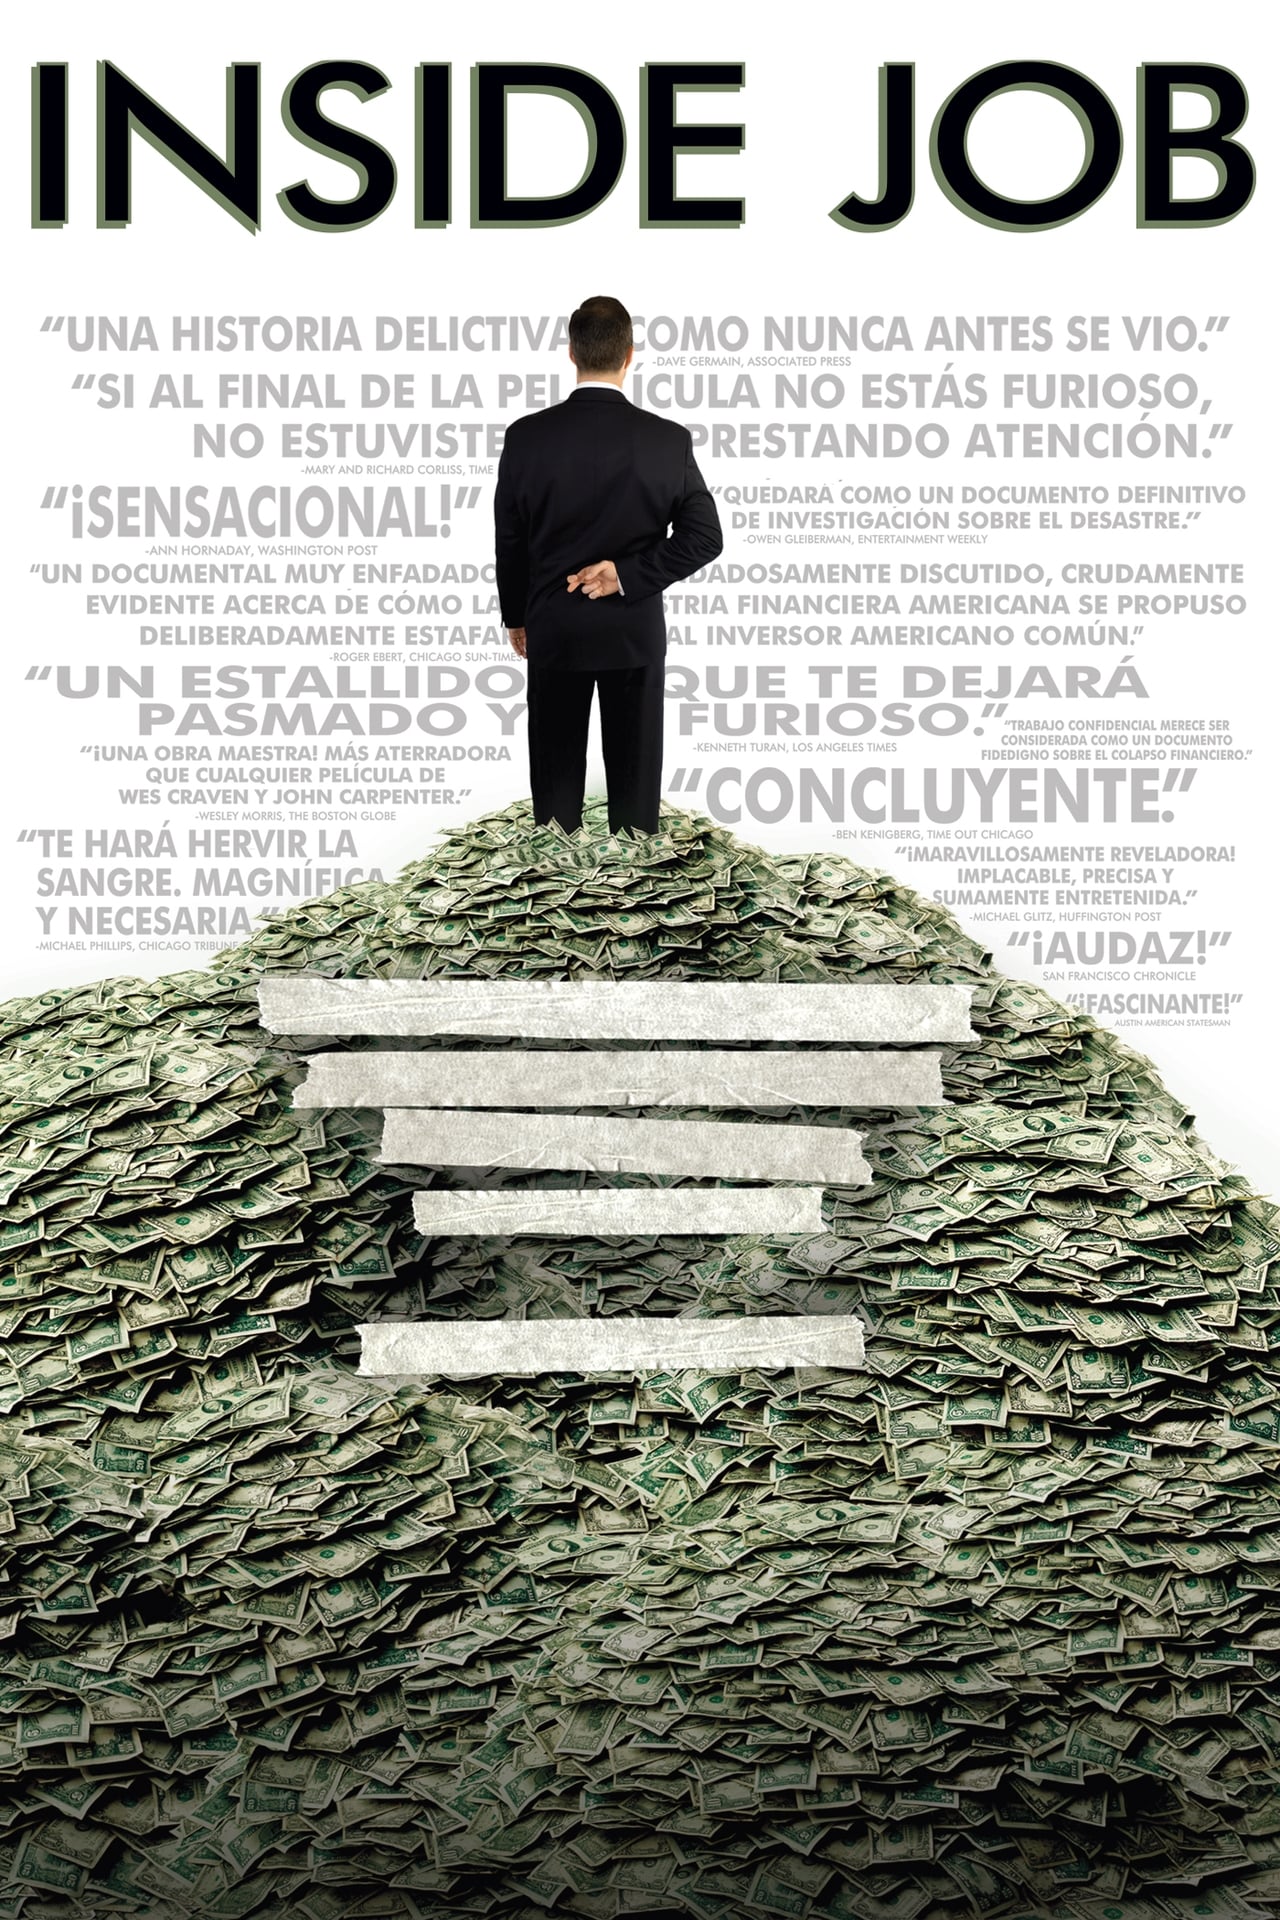 INSIDE JOB
“UNA HISTORIA DELICTIVA COMO NUNCA ANTES SE VIO.”
-DAVE GERMAIN, ASSOCIATED PRESS
“SI AL FINAL DE LA PEL ÍCULA NO ESTÁS FURIOSO,
NO ESTUVISTE PRESTANDO ATENCIÓN.”
-MARY AND RICHARD CORLISS, TIME
“¡SENSACIONAL!”
-ANN HORNADAY, WASHINGTON POST
“QUEDARÁ COMO UN DOCUMENTO DEFINITIVO
DE INVESTIGACIÓN SOBRE EL DESASTRE.”
-OWEN GLEIBERMAN, ENTERTAINMENT WEEKLY
“UN DOCUMENTAL MUY ENFADADO DADOSAMENTE DISCUTIDO, CRUDAMENTE
EVIDENTE ACERCA DE CÓMO LA STRIA FINANCIERA AMERICANA SE PROPUSO
DELIBERADAMENTE ESTAFAR AL INVERSOR AMERICANO COMÚN.”
-ROGER EBERT, CHICAGO SUN-TIMES
“UN ESTALLIDO QUE TE DEJARÁ
PASMADO Y FURIOSO.”
-KENNETH TURAN, LOS ANGELES TIMES
“TRABAJO CONFIDENCIAL MERECE SER
CONSIDERADA COMO UN DOCUMENTO
FIDEDIGNO SOBRE EL COLAPSO FINANCIERO.”
“¡UNA OBRA MAESTRA! MÁS ATERRADORA
QUE CUALQUIER PELÍCULA DE
WES CRAVEN Y JOHN CARPENTER.”
-WESLEY MORRIS, THE BOSTON GLOBE
“CONCLUYENTE.”
-BEN KENIGBERG, TIME OUT CHICAGO
“TE HARÁ HERVIR LA
SANGRE. MAGNÍFICA
Y NECESARIA.”
-MICHAEL PHILLIPS, CHICAGO TRIBUNE
“¡MARAVILLOSAMENTE REVELADORA!
IMPLACABLE, PRECISA Y
SUMAMENTE ENTRETENIDA.”
-MICHAEL GLITZ, HUFFINGTON POST
“¡AUDAZ!”
SAN FRANCISCO CHRONICLE
“¡FASCINANTE!”
AUSTIN AMERICAN STATESMAN